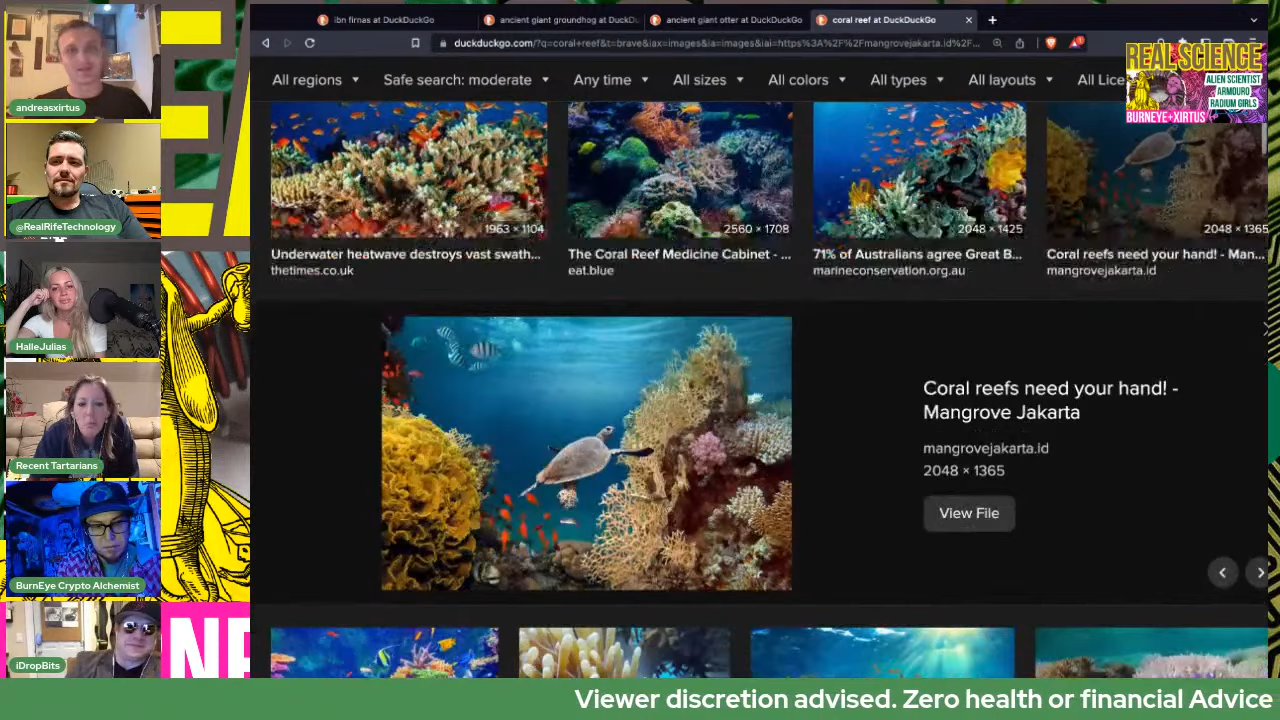 ibn firnas at DuckDuckGo
ancient giant groundhog at DuckDu
ancient giant otter at DuckDuckGo
coral reef at DuckDuckGo
duckduckgo.com/?q=coral+reef&t=brave&iax=images&ia=images&iai=https%3A%2F%2Fmangrovejakarta.id%2F...
All regions
Safe search: moderate
Any time
All sizes
All colors
All types
All layouts
All Lice
REAL SCIENCE
ALIEN SCIENTIST
ARMOURO
RADIUM GIRLS
BURNEYE+XIRTUS
andreasxirtus
@RealRifeTechnology
HalleJulias
Recent Tartarians
BurnEye Crypto Alchemist
iDropBits
1963 × 1104
Underwater heatwave destroys vast swath...
thetimes.co.uk
2560 × 1708
The Coral Reef Medicine Cabinet - ...
eat.blue
2048 × 1425
71% of Australians agree Great B...
marineconservation.org.au
2048 × 1365
Coral reefs need your hand! - Man...
mangrovejakarta.id
Coral reefs need your hand! -
Mangrove Jakarta
mangrovejakarta.id
2048 × 1365
View File
Viewer discretion advised. Zero health or financial Advice